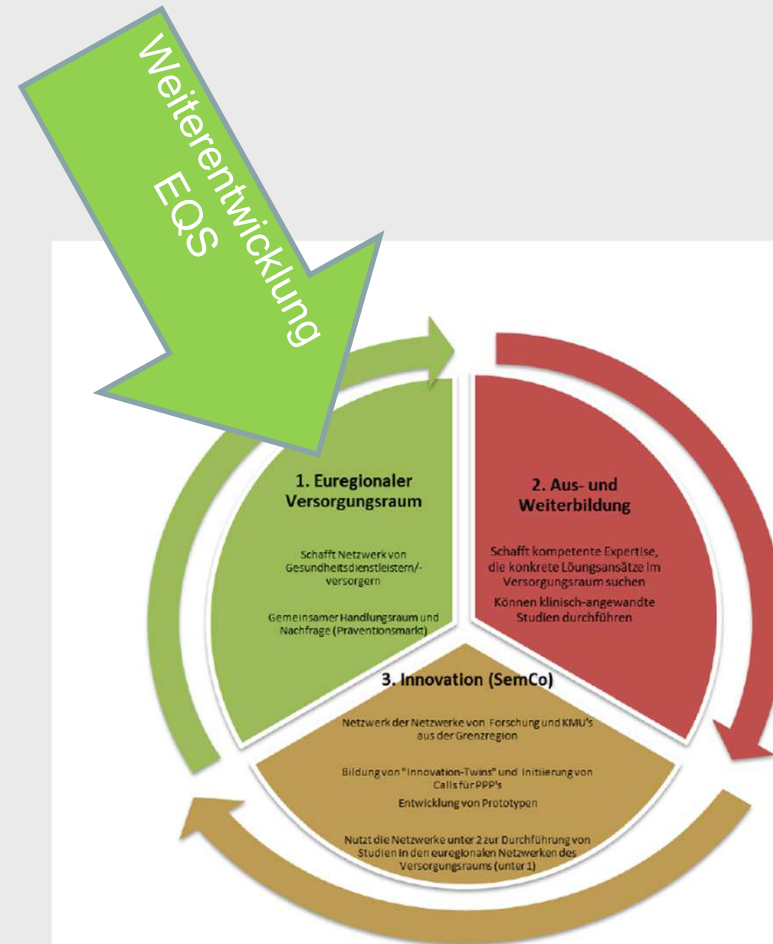 Weiterentwicklung
EQS
1. Euregionaler
Versorgungsraum
Schafft Netzwerk von
Gesundheitsdienstleistern/-
versorgern
Gemeinsamer Handlungsraum und
Nachfrage (Präventionsmarkt)
2. Aus- und
Weiterbildung
Schafft kompetente Expertise,
die konkrete Löungsansätze im
Versorgungsraum suchen
Können klinisch-angewandte
Studien durchführen
3. Innovation (SemCo)
Netzwerk der Netzwerke von Forschung und KMU's
aus der Grenzregion
Bildung von "Innovation-Twins" und Initiierung von
Calls für PPP's
Entwicklung von Prototypen
Nutzt die Netzwerke unter 2 zur Durchführung von
Studien in den euregionalen Netzwerken des
Versorgungsraums (unter 1)